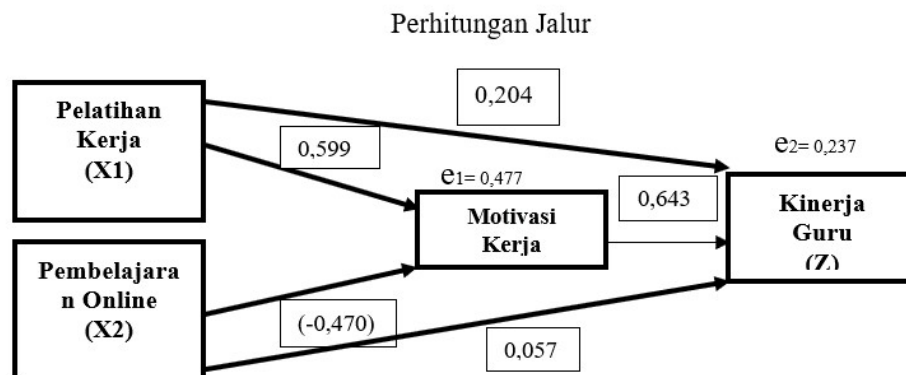 Perhitungan Jalur
Pelatihan
Kerja
(X1)
0,204
0,599
e1= 0,477
e2= 0,237
Motivasi
Kerja
0,643
Kinerja
Guru
(Z)
Pembelajara
n Online
(X2)
(-0,470)
0,057